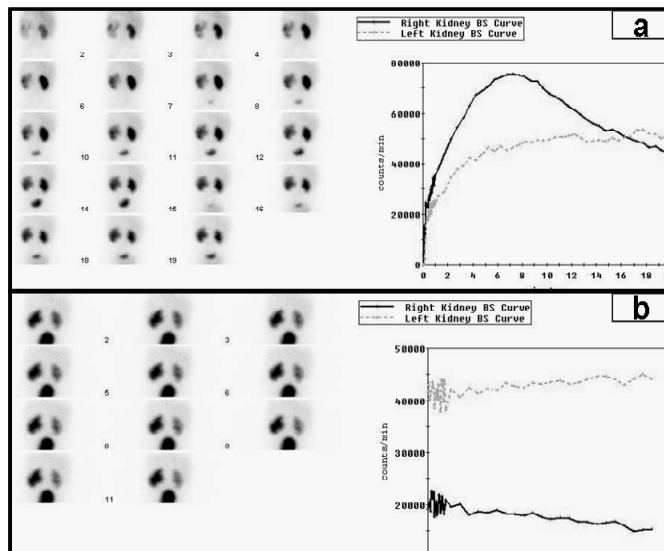 a
Right Kidney BS Curve
Left Kidney BS Curve
2 3 4
6 7 8
10 11 12
14 15 16
18 19
80000
60000
40000
20000
0
counts/min
0 2 4 6 8 10 12 14 16 18
b
Right Kidney BS Curve
Left Kidney BS Curve
2 3
5 6
11
50000
40000
30000
20000
counts/min